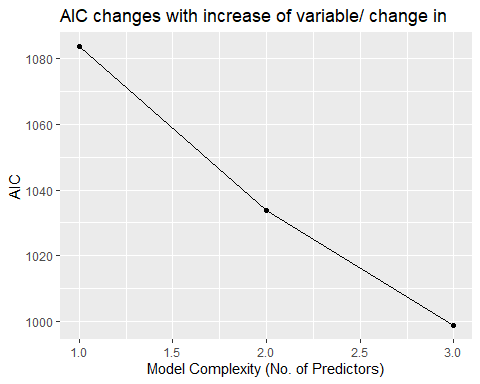 AIC changes with increase of variable/ change in
1080
1060
1040
1020
1000
AIC
1.0 1.5 2.0 2.5 3.0
Model Complexity (No. of Predictors)